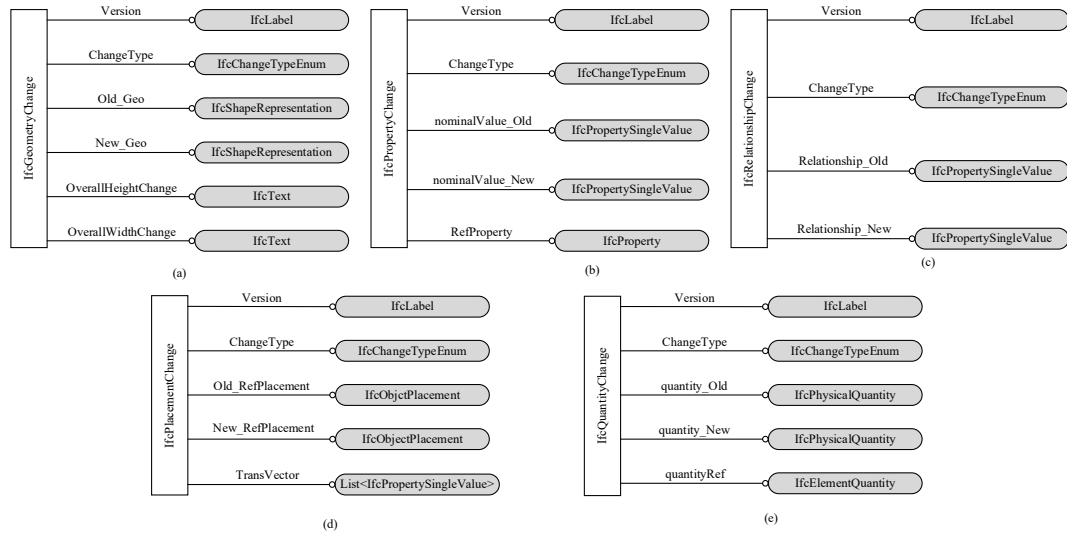 IfcGeometryChange
Version
IfcLabel
ChangeType
IfcChangeTypeEnum
Old_Geo
IfcShapeRepresentation
New_Geo
IfcShapeRepresentation
OverallHeightChange
IfcText
OverallWidthChange
IfcText
(a)
IfcPropertyChange
Version
IfcLabel
ChangeType
IfcChangeTypeEnum
nominalValue_Old
IfcPropertySingleValue
nominalValue_New
IfcPropertySingleValue
RefProperty
IfcProperty
(b)
IfcRelationshipChange
Version
IfcLabel
ChangeType
IfcChangeTypeEnum
Relationship_Old
IfcPropertySingleValue
Relationship_New
IfcPropertySingleValue
(c)
IfcPlacementChange
Version
IfcLabel
ChangeType
IfcChangeTypeEnum
Old_RefPlacement
IfcObjctPlacement
New_RefPlacement
IfcObjectPlacement
TransVector
List<IfcPropertySingleValue>
(d)
IfcQuantityChange
Version
IfcLabel
ChangeType
IfcChangeTypeEnum
quantity_Old
IfcPhysicalQuantity
quantity_New
IfcPhysicalQuantity
quantityRef
IfcElementQuantity
(e)